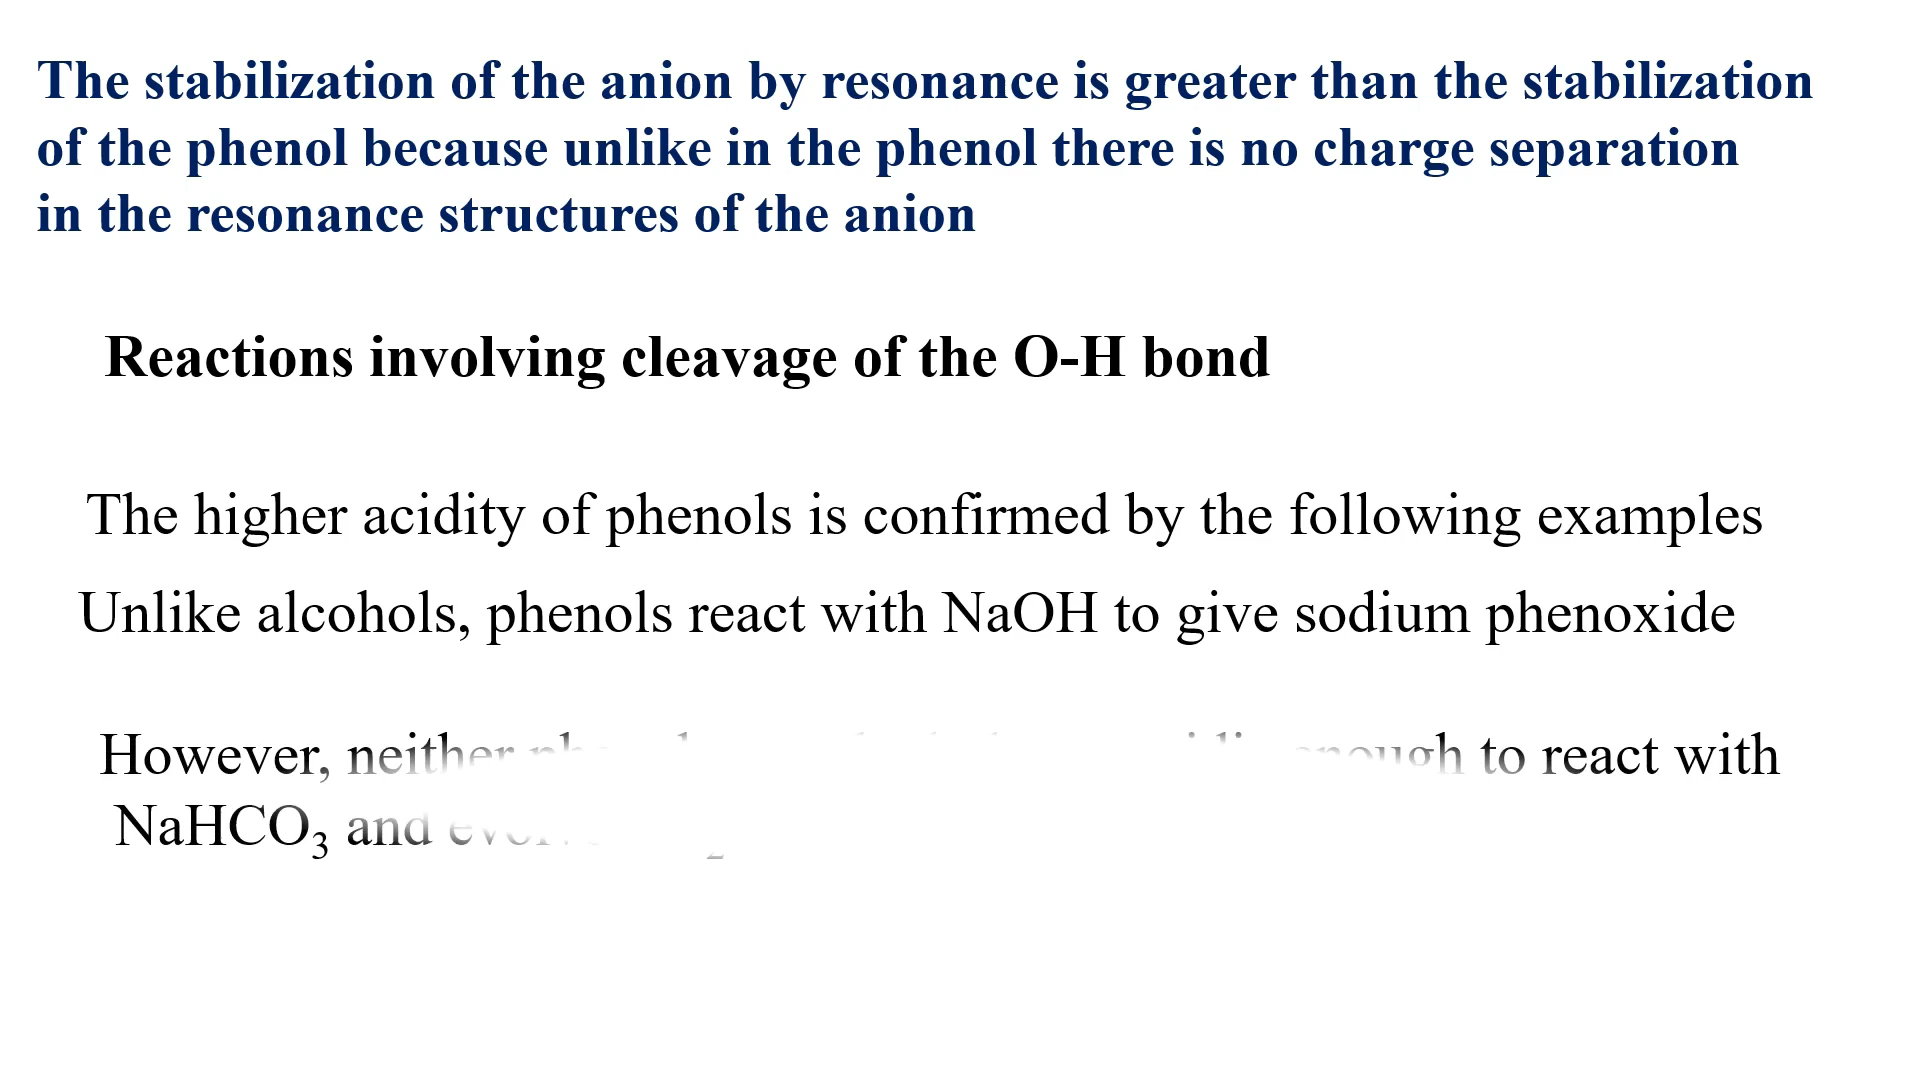 The stabilization of the anion by resonance is greater than the stabilization
of the phenol because unlike in the phenol there is no charge separation
in the resonance structures of the anion
Reactions involving cleavage of the O-H bond
The higher acidity of phenols is confirmed by the following examples
Unlike alcohols, phenols react with NaOH to give sodium phenoxide
However, neither enough to react with
NaHCO₃ and